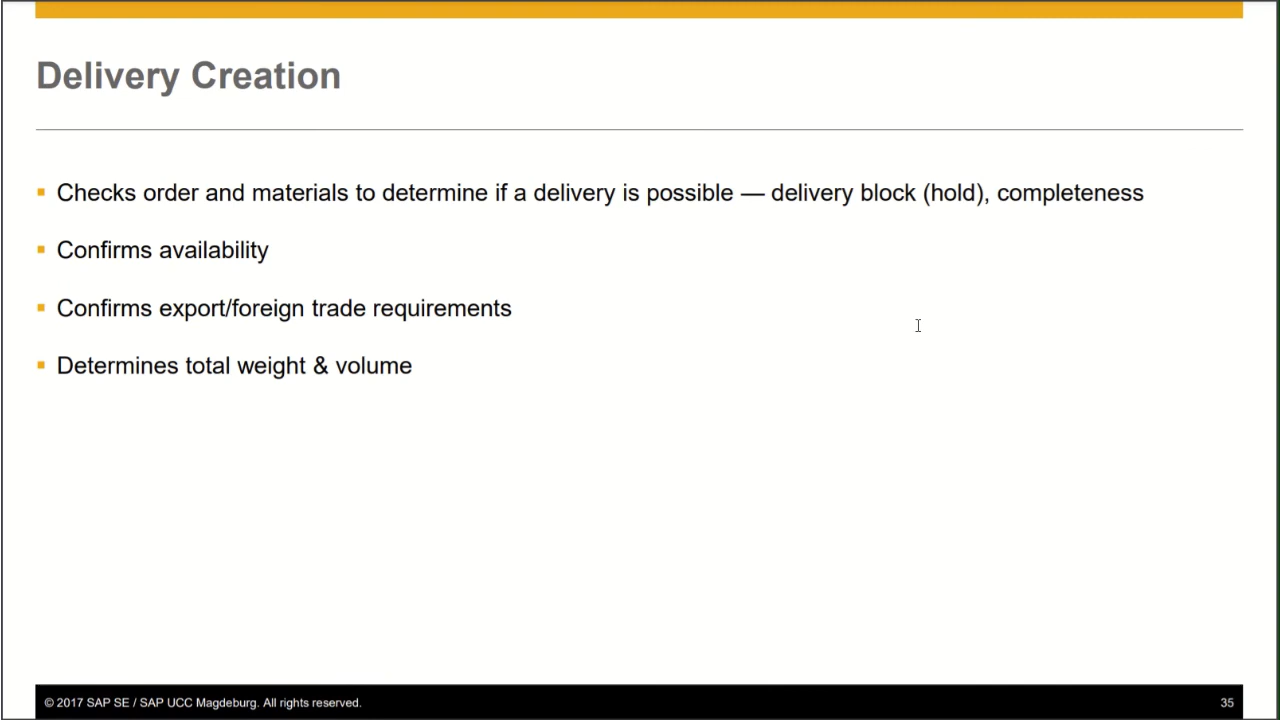 Delivery Creation
Checks order and materials to determine if a delivery is possible — delivery block (hold), completeness
Confirms availability
Confirms export/foreign trade requirements
Determines total weight & volume
© 2017 SAP SE / SAP UCC Magdeburg. All rights reserved.
35